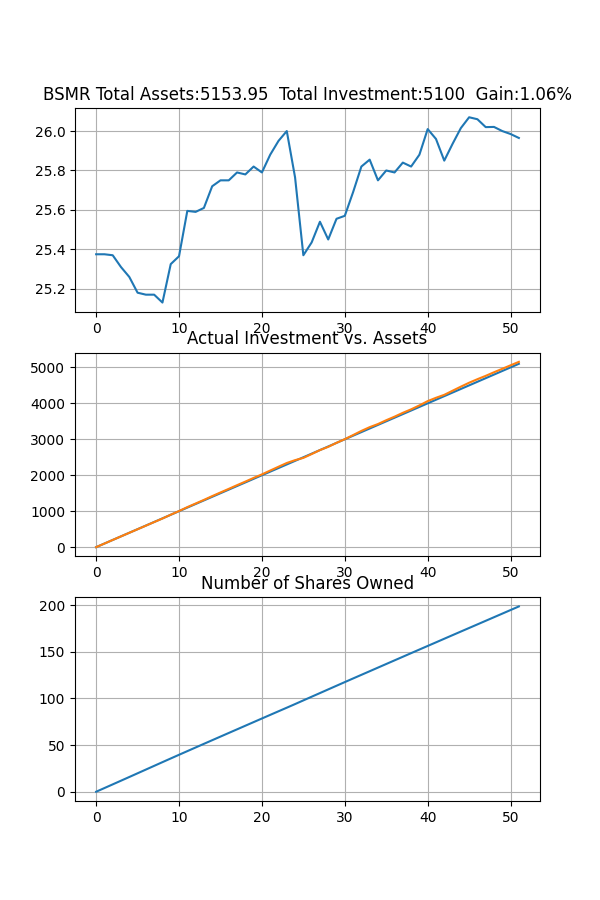 BSMR Total Assets:5153.95  Total Investment:5100  Gain:1.06%
26.0
25.8
25.6
25.4
25.2
0 10 20 30 40 50
Actual Investment vs. Assets
5000
4000
3000
2000
1000
0
0 10 20 30 40 50
Number of Shares Owned
200
150
100
50
0
0 10 20 30 40 50